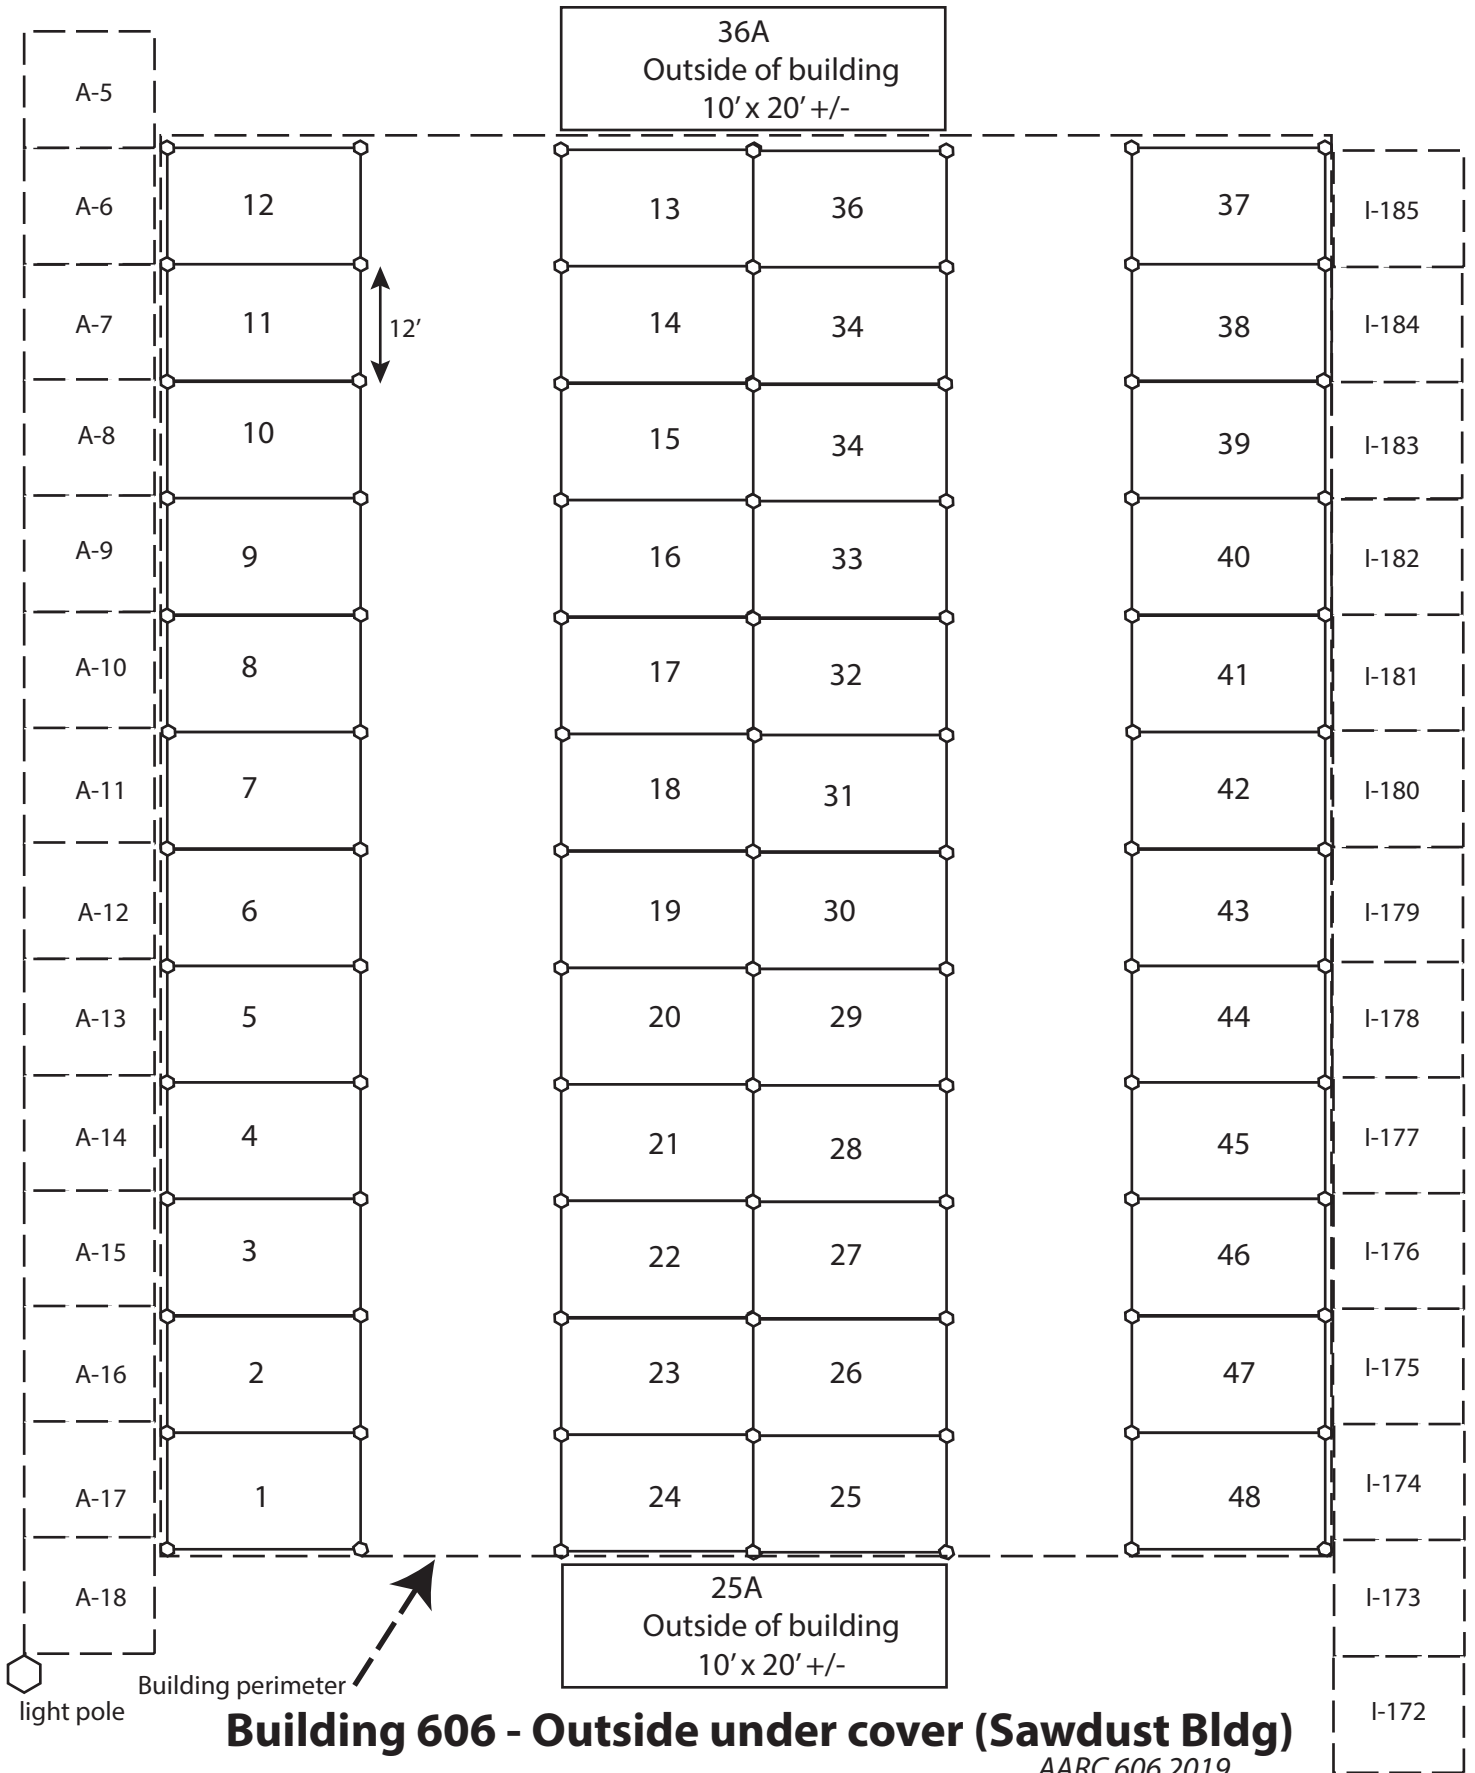 36A
Outside of building
10' x 20' +/-
A-5
A-6 12 13 36 37 I-185
A-7 11 12' 14 34 38 I-184
A-8 10 15 34 39 I-183
A-9 9 16 33 40 I-182
A-10 8 17 32 41 I-181
A-11 7 18 31 42 I-180
A-12 6 19 30 43 I-179
A-13 5 20 29 44 I-178
A-14 4 21 28 45 I-177
A-15 3 22 27 46 I-176
A-16 2 23 26 47 I-175
A-17 1 24 25 48 I-174
A-18 I-173
25A
Outside of building
10' x 20' +/-
Building perimeter
light pole
I-172
Building 606 - Outside under cover (Sawdust Bldg)
AARC 606 2019